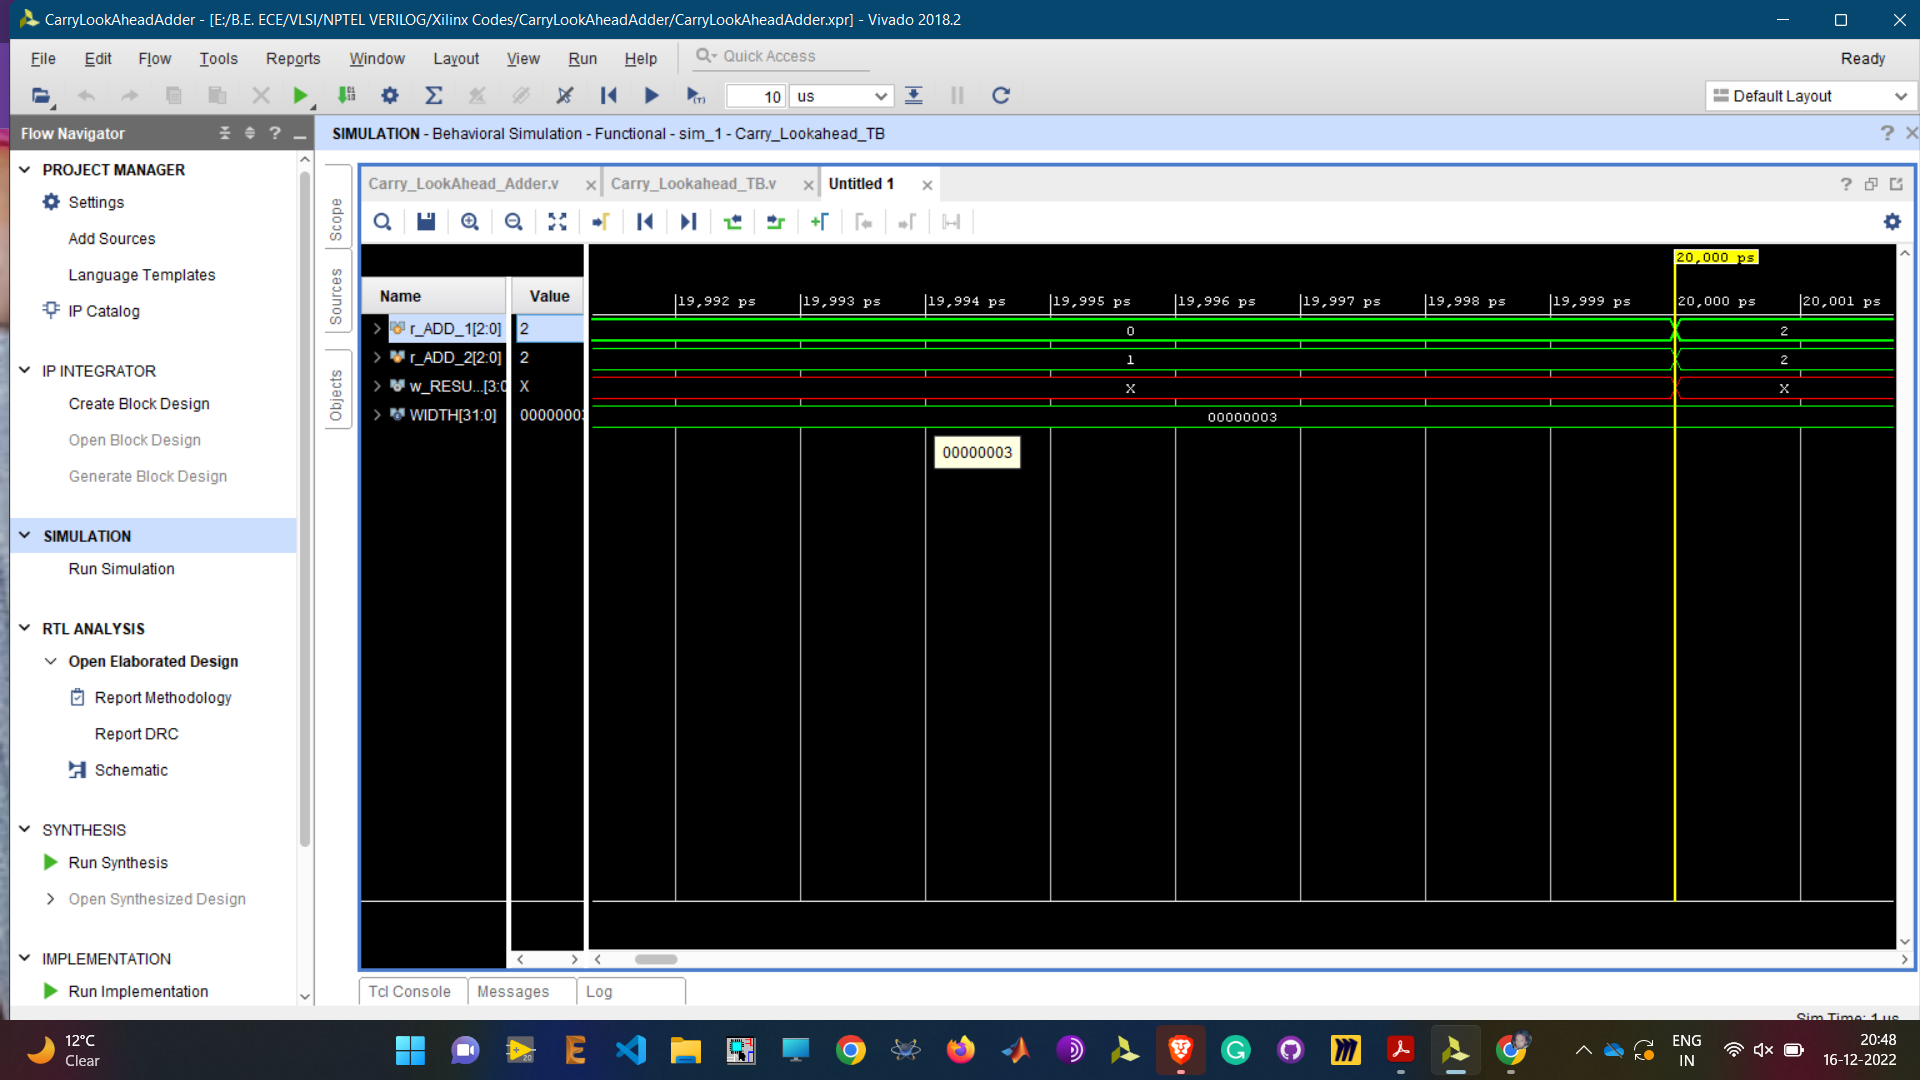 CarryLookAheadAdder - [E:/B.E. ECE/VLSI/NPTEL VERILOG/Xilinx Codes/CarryLookAheadAdder/CarryLookAheadAdder.xpr] - Vivado 2018.2
File Edit Flow Tools Reports Window Layout View Run Help Quick Access Ready
10 us Default Layout
Flow Navigator
SIMULATION - Behavioral Simulation - Functional - sim_1 - Carry_Lookahead_TB
PROJECT MANAGER
Settings
Add Sources
Language Templates
IP Catalog
IP INTEGRATOR
Create Block Design
Open Block Design
Generate Block Design
SIMULATION
Run Simulation
RTL ANALYSIS
Open Elaborated Design
Report Methodology
Report DRC
Schematic
SYNTHESIS
Run Synthesis
Open Synthesized Design
IMPLEMENTATION
Run Implementation
Scope
Sources
Objects
Carry_LookAhead_Adder.v Carry_Lookahead_TB.v Untitled 1
20,000 ps
Name Value
19,992 ps 19,993 ps 19,994 ps 19,995 ps 19,996 ps 19,997 ps 19,998 ps 19,999 ps 20,000 ps 20,001 ps
r_ADD_1[2:0] 2 0 2
r_ADD_2[2:0] 2 1 2
w_RESU...[3:0 X X X
WIDTH[31:0] 00000003 00000003
00000003
Tcl Console Messages Log
Sim Time: 1 us
12°C
Clear
ENG
IN
20:48
16-12-2022